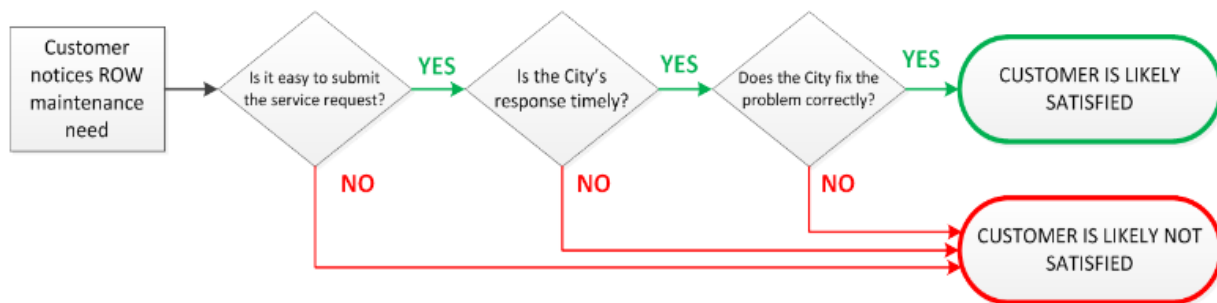 Customer
notices ROW
maintenance
need
Is it easy to submit
the service request?
YES
NO
Is the City's
response timely?
YES
NO
Does the City fix the
problem correctly?
YES
NO
CUSTOMER IS LIKELY
SATISFIED
CUSTOMER IS LIKELY NOT
SATISFIED